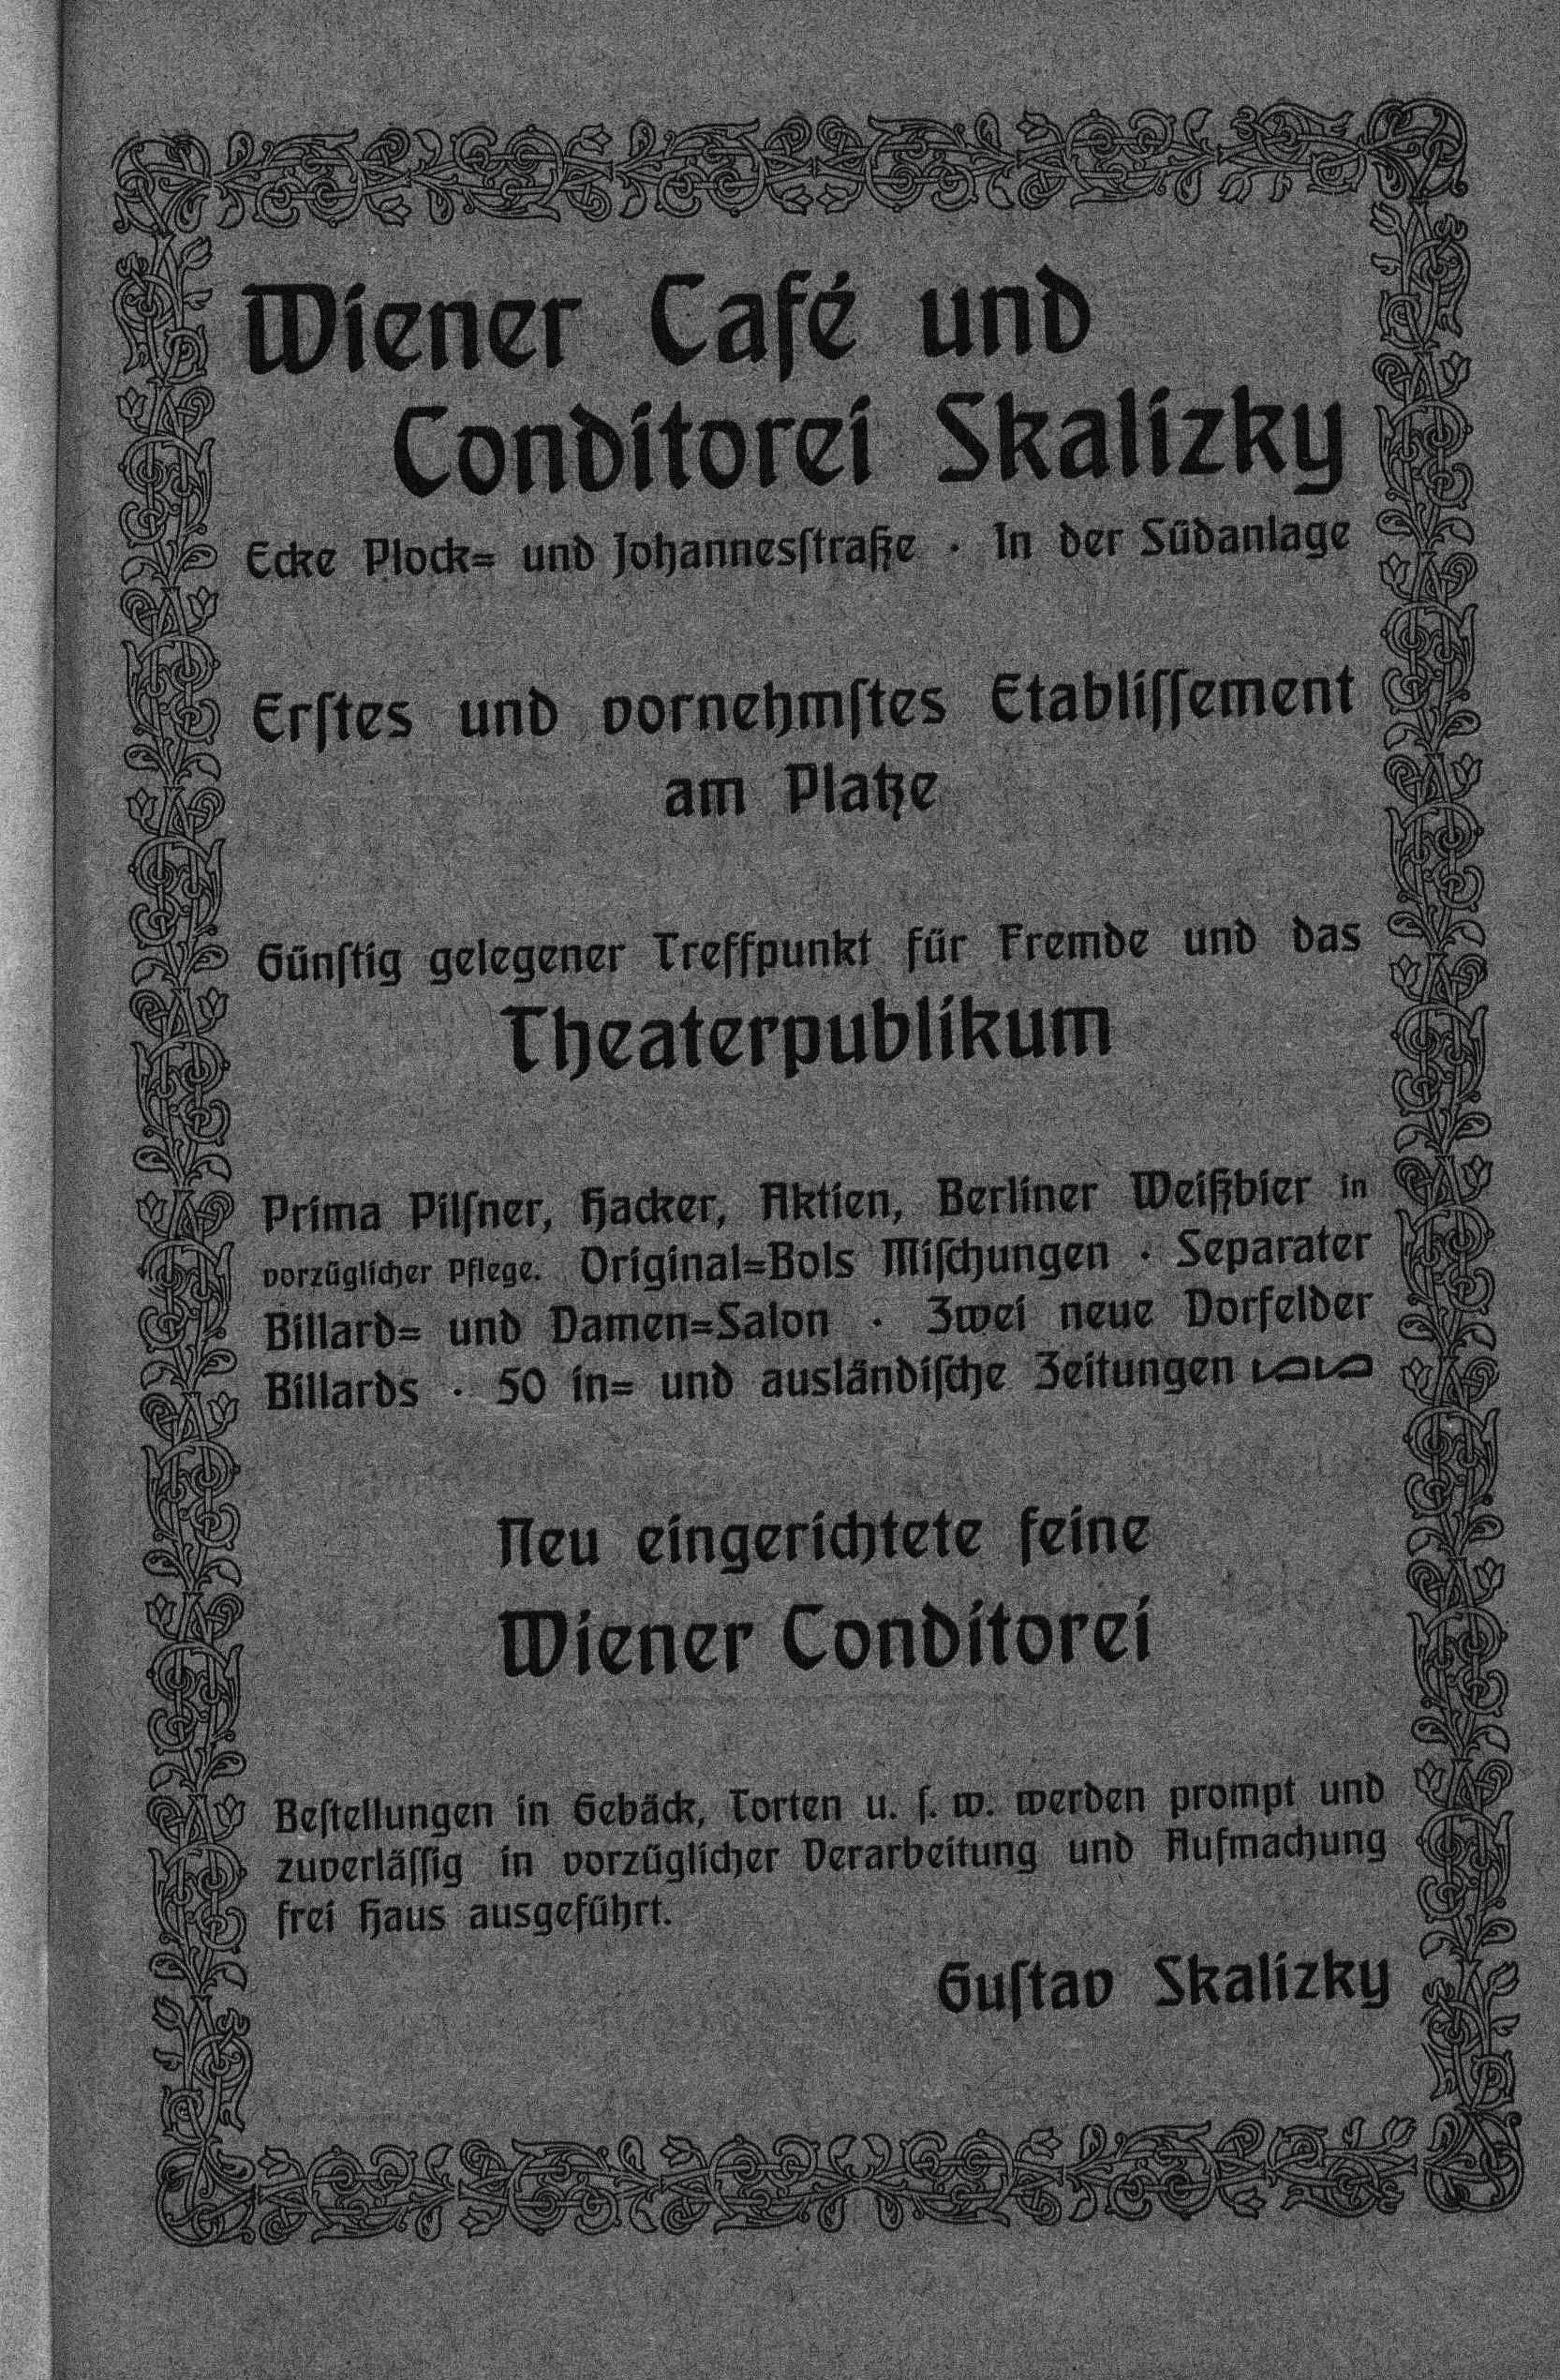 Wiener Café und
Conditorei Skalizky
Ecke Plock= und Johannesſtraße · In der Südanlage
Erſtes und vornehmſtes Etabliſſement
am Platze
Günſtig gelegener Treffpunkt für Fremde und das
Theaterpublikum
Prima Pilſner, Hacker, Aktien, Berliner Weißbier in
vorzüglicher Pflege. Original=Bols Miſchungen · Separater
Billard= und Damen=Salon · Zwei neue Dorfelder
Billards · 50 in= und ausländiſche Zeitungen
Neu eingerichtete feine
Wiener Conditorei
Beſtellungen in Gebäck, Torten u. ſ. w. werden prompt und
zuverläſſig in vorzüglicher Verarbeitung und Aufmachung
frei Haus ausgeführt.
Guſtav Skalizky